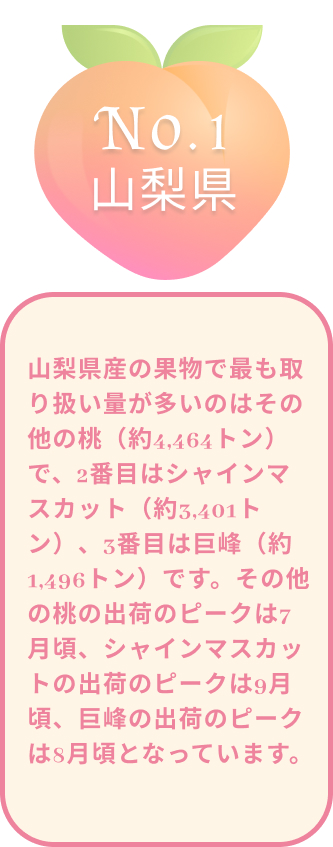 No.1
山梨県
山梨県産の果物で最も取
り扱い量が多いのはその
他の桃（約4,464トン）
で、2番目はシャインマ
スカット（約3,401ト
ン）、3番目は巨峰（約
1,496トン）です。その他
の桃の出荷のピークは7
月頃、シャインマスカッ
トの出荷のピークは9月
頃、巨峰の出荷のピーク
は8月頃となっています。